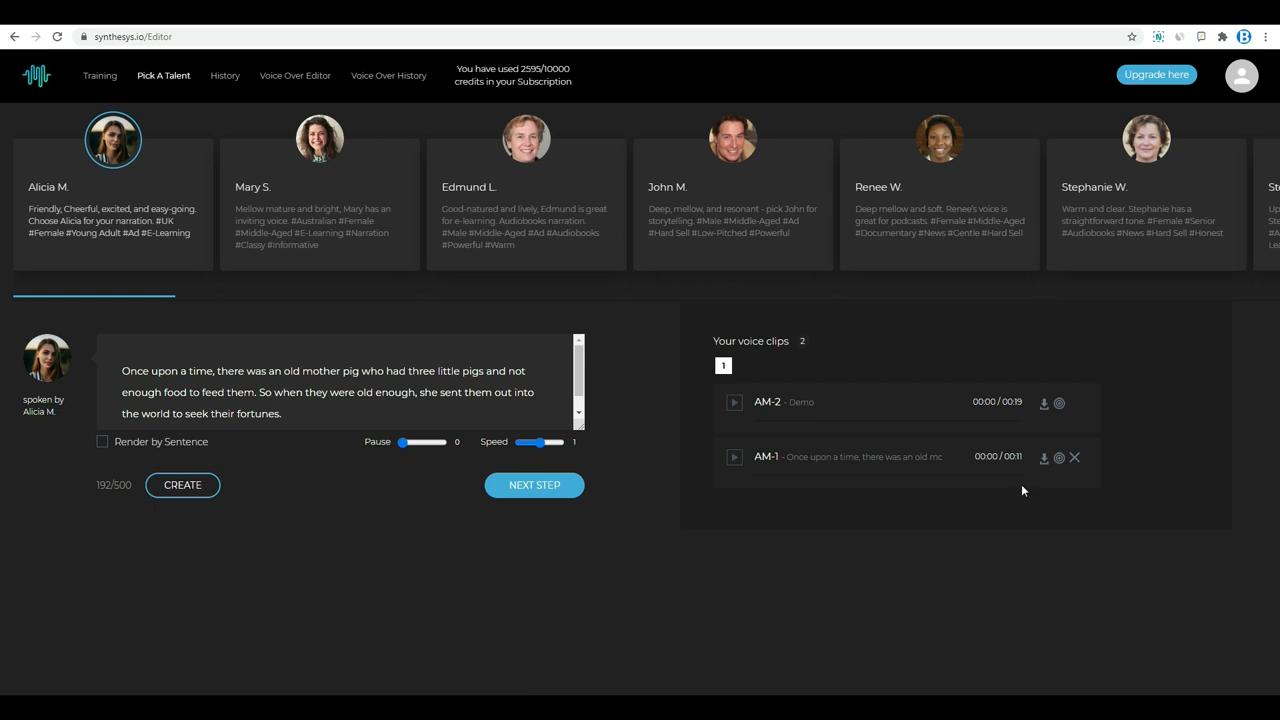 synthesys.io/Editor
Training
Pick A Talent
History
Voice Over Editor
Voice Over History
You have used 2595/10000
credits in your Subscription
Upgrade here
Alicia M.
Friendly, Cheerful, excited, and easy-going.
Choose Alicia for your narration. #UK
#Female #Young Adult #Ad #E-Learning
Mary S.
Mellow mature and bright, Mary has an
inviting voice. #Australian #Female
#Middle-Aged #E-Learning #Narration
#Classy #Informative
Edmund L.
Good-natured and lively, Edmund is great
for e-learning. Audiobooks narration.
#Male #Middle-Aged #Ad #Audiobooks
#Powerful #Warm
John M.
Deep, mellow, and resonant - pick John for
storytelling. #Male #Middle-Aged #Ad
#Hard Sell #Low-Pitched #Powerful
Renee W.
Deep mellow and soft. Renee's voice is
great for podcasts. #Female #Middle-Aged
#Documentary #News #Gentle #Hard Sell
Stephanie W.
Warm and clear. Stephanie has a
straightforward tone. #Female #Senior
#Audiobooks #News #Hard Sell #Honest
spoken by
Alicia M.
Once upon a time, there was an old mother pig who had three little pigs and not
enough food to feed them. So when they were old enough, she sent them out into
the world to seek their fortunes.
Render by Sentence
Pause 0
Speed 1
192/500
CREATE
NEXT STEP
Your voice clips 2
1
AM-2 - Demo
00:00 / 00:19
AM-1 - Once upon a time, there was an old mc
00:00 / 00:11